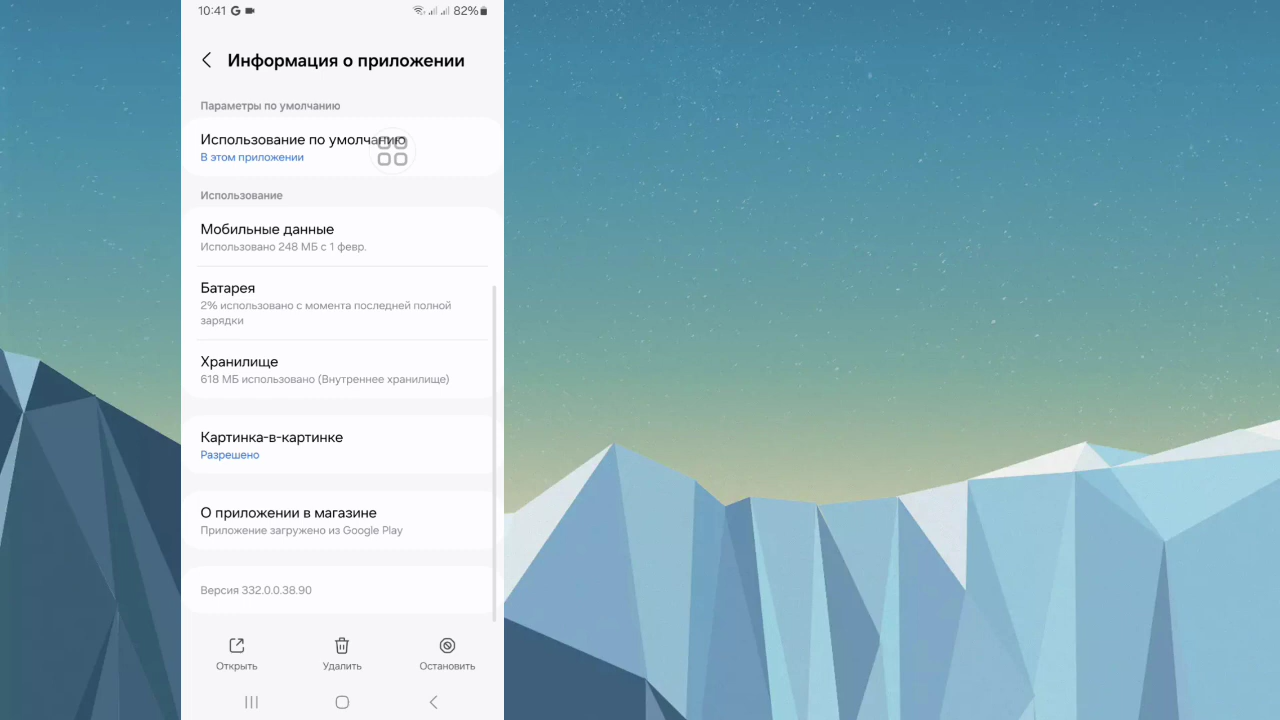 10:41 G 82%
Информация о приложении
Параметры по умолчанию
Использование по умолчанию
В этом приложении
Использование
Мобильные данные
Использовано 248 МБ с 1 февр.
Батарея
2% использовано с момента последней полной
зарядки
Хранилище
618 МБ использовано (Внутреннее хранилище)
Картинка-в-картинке
Разрешено
О приложении в магазине
Приложение загружено из Google Play
Версия 332.0.0.38.90
Открыть Удалить Остановить